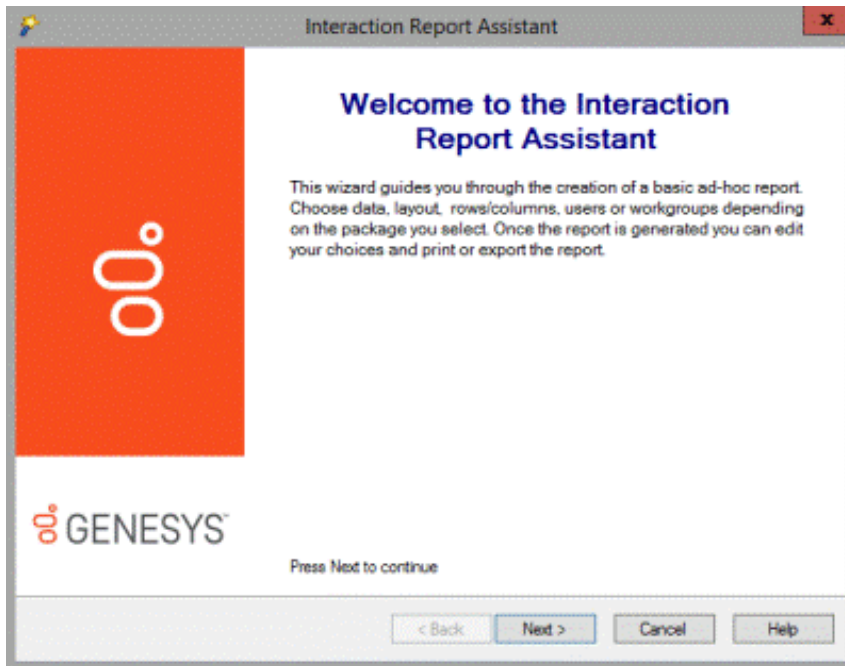 Interaction Report Assistant
x
Welcome to the Interaction
Report Assistant
This wizard guides you through the creation of a basic ad-hoc report.
Choose data, layout, rows/columns, users or workgroups depending
on the package you select. Once the report is generated you can edit
your choices and print or export the report.
GENESYS™
Press Next to continue
< Back
Next >
Cancel
Help